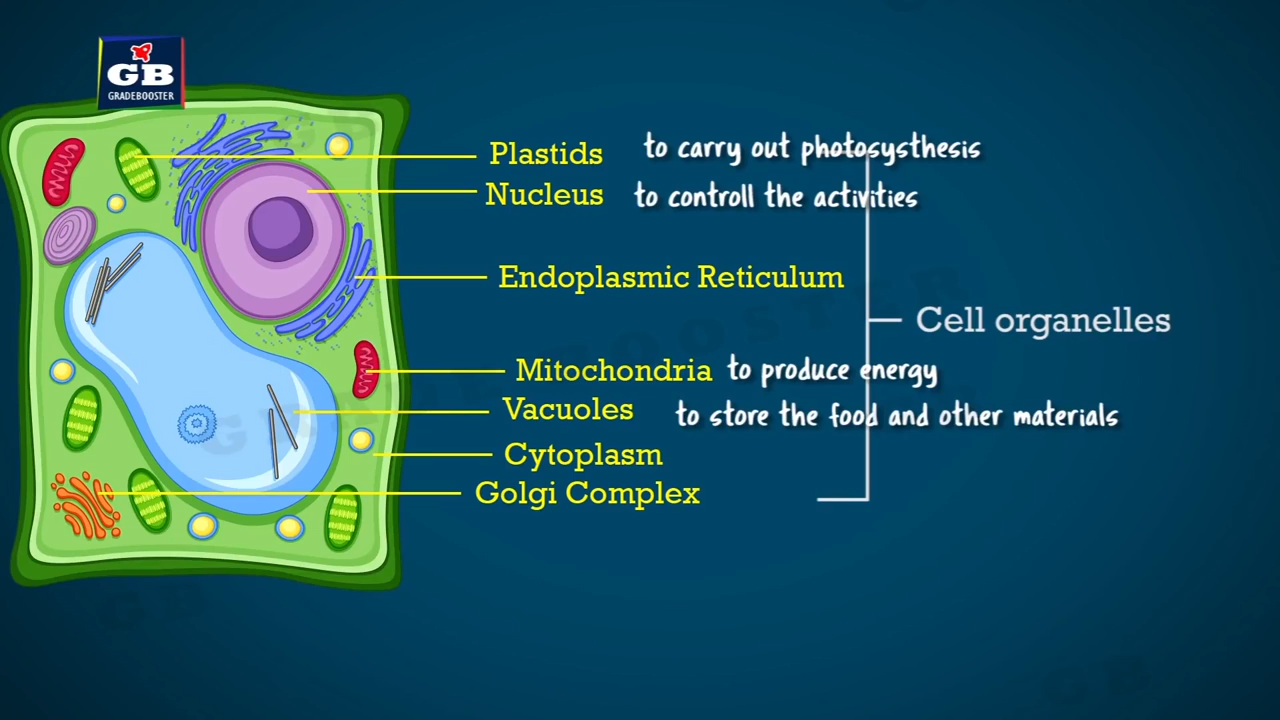 GB
GRADEBOOSTER
Plastids to carry out photosysthesis
Nucleus to controll the activities
Endoplasmic Reticulum
Cell organelles
Mitochondria to produce energy
Vacuoles to store the food and other materials
Cytoplasm
Golgi Complex